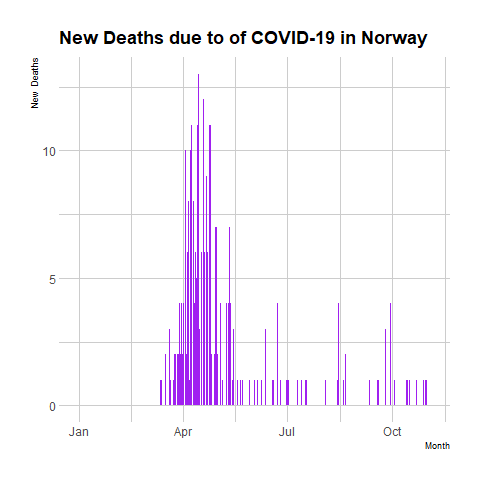 New Deaths due to of COVID-19 in Norway
New Deaths
10
5
0
Jan Apr Jul Oct
Month